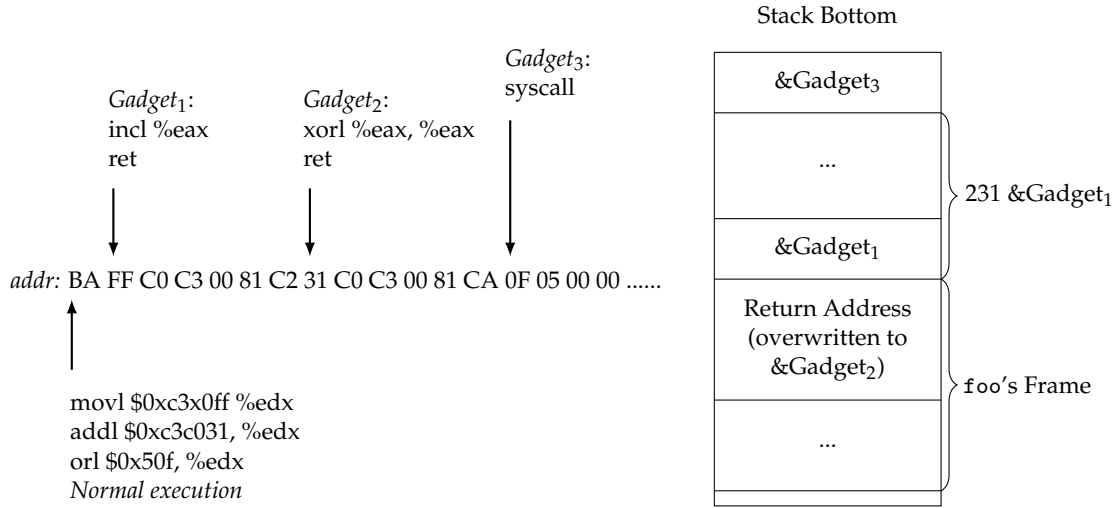 Stack Bottom
Gadget3:
syscall
Gadget1:
incl %eax
ret
Gadget2:
xorl %eax, %eax
ret
addr: BA FF C0 C3 00 81 C2 31 C0 C3 00 81 CA 0F 05 00 00 ......
movl $0xc3x0ff %edx
addl $0xc3c031, %edx
orl $0x50f, %edx
Normal execution
&Gadget3
...
231 &Gadget1
&Gadget1
Return Address
(overwritten to
&Gadget2)
foo's Frame
...